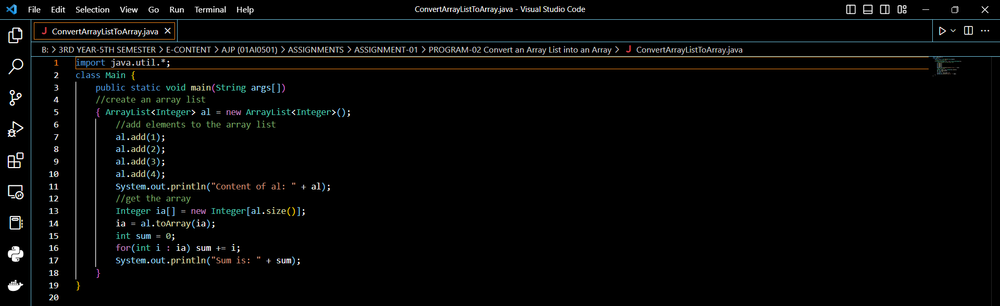 File Edit Selection View Go Run Terminal Help ConvertArrayListToArray.java - Visual Studio Code
J ConvertArrayListToArray.java
B: > 3RD YEAR-5TH SEMESTER > E-CONTENT > AJP (01AI0501) > ASSIGNMENTS > ASSIGNMENT-01 > PROGRAM-02 Convert an Array List into an Array > J ConvertArrayListToArray.java
1 import java.util.*;
2 class Main {
3     public static void main(String args[])
4     //create an array list
5     { ArrayList<Integer> al = new ArrayList<Integer>();
6         //add elements to the array list
7         al.add(1);
8         al.add(2);
9         al.add(3);
10         al.add(4);
11         System.out.println("Content of al: " + al);
12         //get the array
13         Integer ia[] = new Integer[al.size()];
14         ia = al.toArray(ia);
15         int sum = 0;
16         for(int i : ia) sum += i;
17         System.out.println("Sum is: " + sum);
18     }
19 }
20